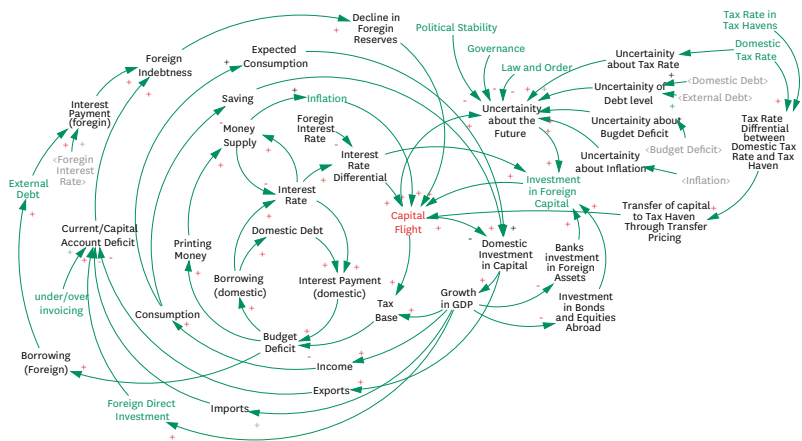 Decline in
Foregin
Reserves
Political Stability
Tax Rate in
Tax Havens
Governance
Domestic
Tax Rate
Expected
Consumption
Foreign
Indebtness
Law and Order
Uncertainity
about Tax Rate
Uncertainity of
Debt level
<Domestic Debt>
<External Debt>
Saving
Inflation
Interest
Payment
(foregin)
Uncertainity
about the
Future
Uncertainity about
Bugdet Deficit
Tax Rate
Diffrential
Between
Domestic Tax
Rate and Tax
Haven
Money
Supply
Foregin
Interest
Rate
<Budget Deficit>
<Foregin
Interest
Rate>
Interest
Rate
Differential
Uncertainity
about Inflation
<Inflation>
External
Debt
Interest
Rate
Investment
in Foreign
Capital
Capital
Flight
Transfer of capital
to Tax Haven
Through Transfer
Pricing
Current/Capital
Account Deficit
Domestic Debt
Printing
Money
Domestic
Investment
in Capital
Banks
investment
in Foreign
Assets
Borrowing
(domestic)
Interest Payment
(domestic)
under/over
invoicing
Growth
in GDP
Investment
in Bonds
and Equities
Abroad
Tax
Base
Consumption
Budget
Deficit
Borrowing
(Foreign)
Income
Exports
Foreign Direct
Investment
Imports